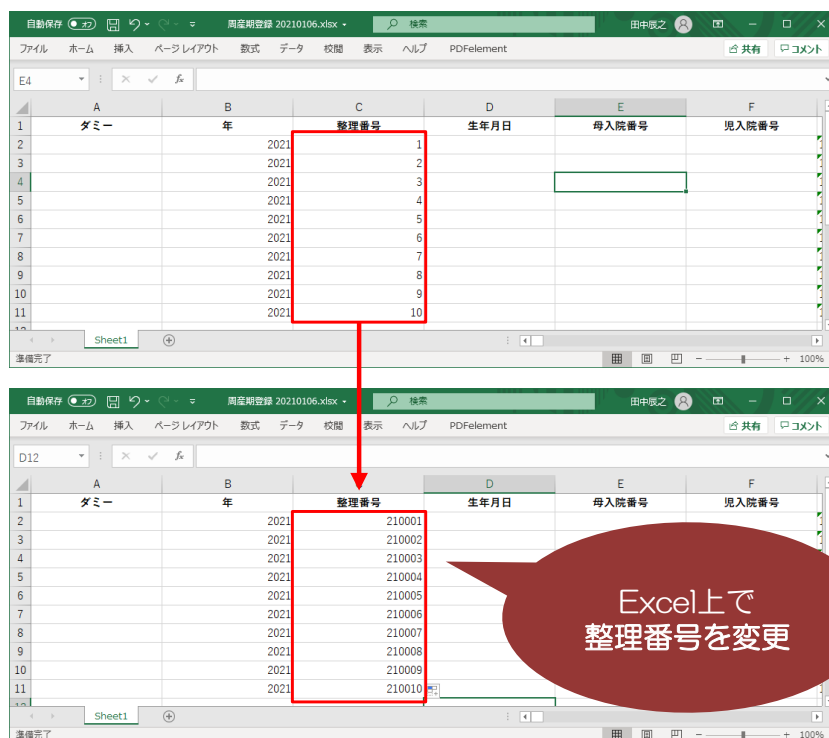 自動保存 オフ 周産期登録 20210106.xlsx 検索 田中辰之
ファイル ホーム 挿入 ページ レイアウト 数式 データ 校閲 表示 ヘルプ PDFelement 共有 コメント
E4 fx
A B C D E F
1 ダミー 年 整理番号 生年月日 母入院番号 児入院番号
2 2021 1
3 2021 2
4 2021 3
5 2021 4
6 2021 5
7 2021 6
8 2021 7
9 2021 8
10 2021 9
11 2021 10
Sheet1
準備完了 100%
自動保存 オフ 周産期登録 20210106.xlsx 検索 田中辰之
ファイル ホーム 挿入 ページ レイアウト 数式 データ 校閲 表示 ヘルプ PDFelement 共有 コメント
D12 fx
A B C D E F
1 ダミー 年 整理番号 生年月日 母入院番号 児入院番号
2 2021 210001
3 2021 210002
4 2021 210003
5 2021 210004
6 2021 210005
7 2021 210006
8 2021 210007
9 2021 210008
10 2021 210009
11 2021 210010
Excel上で
整理番号を変更
Sheet1
準備完了 100%